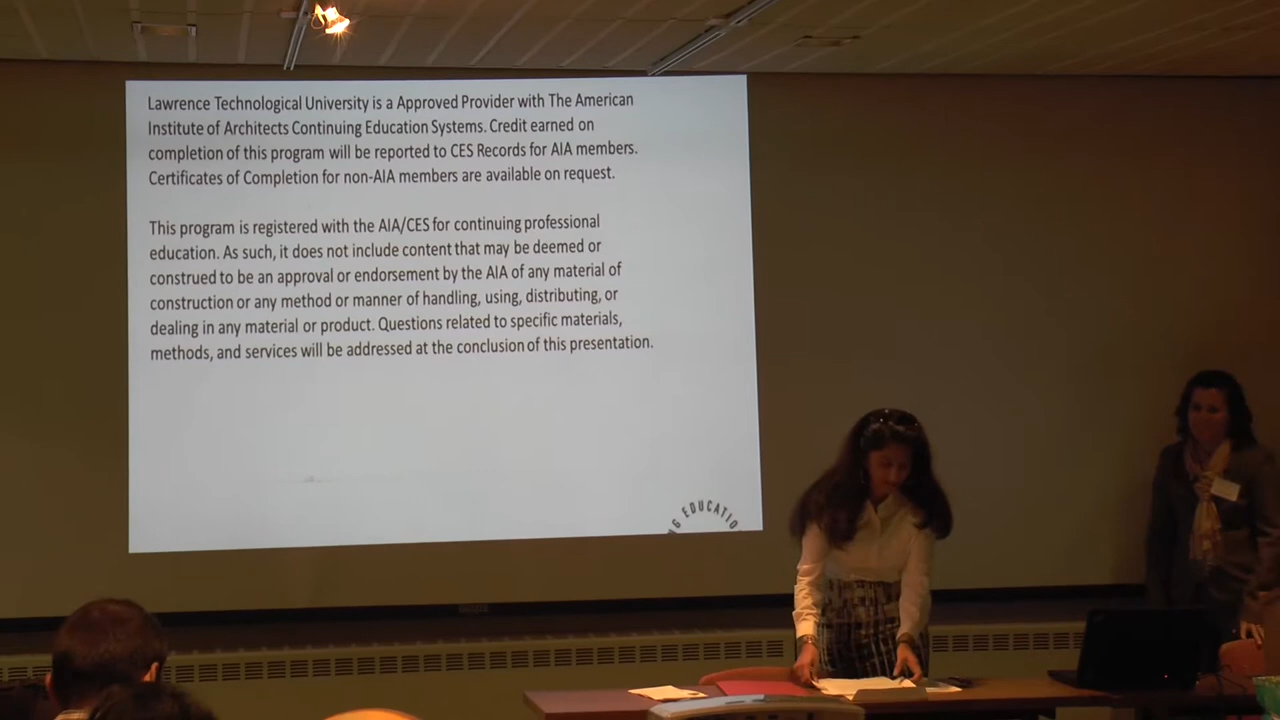 Lawrence Technological University is a Approved Provider with The American
Institute of Architects Continuing Education Systems. Credit earned on
completion of this program will be reported to CES Records for AIA members.
Certificates of Completion for non-AIA members are available on request.
This program is registered with the AIA/CES for continuing professional
education. As such, it does not include content that may be deemed or
construed to be an approval or endorsement by the AIA of any material of
construction or any method or manner of handling, using, distributing, or
dealing in any material or product. Questions related to specific materials,
methods, and services will be addressed at the conclusion of this presentation.
G EDUCATIO